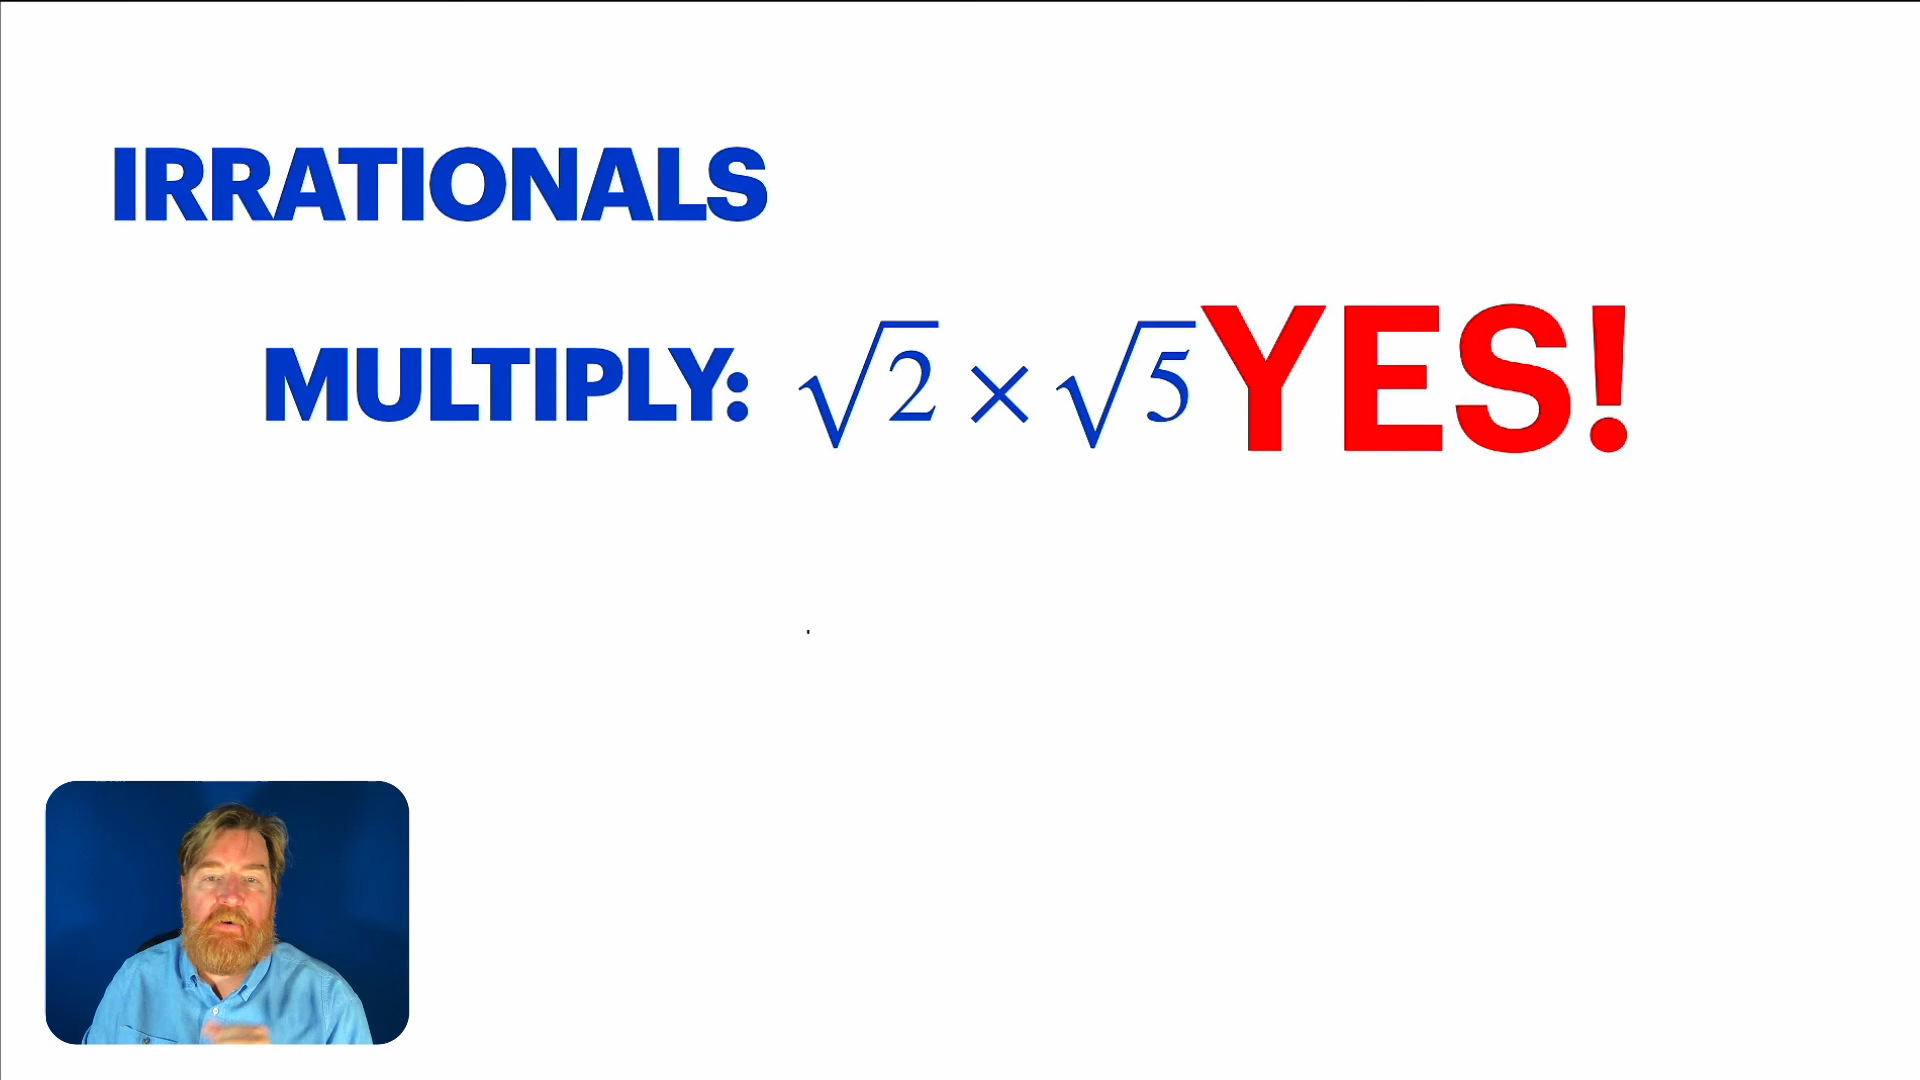 IRRATIONALS
MULTIPLY: √2 × √5 YES!